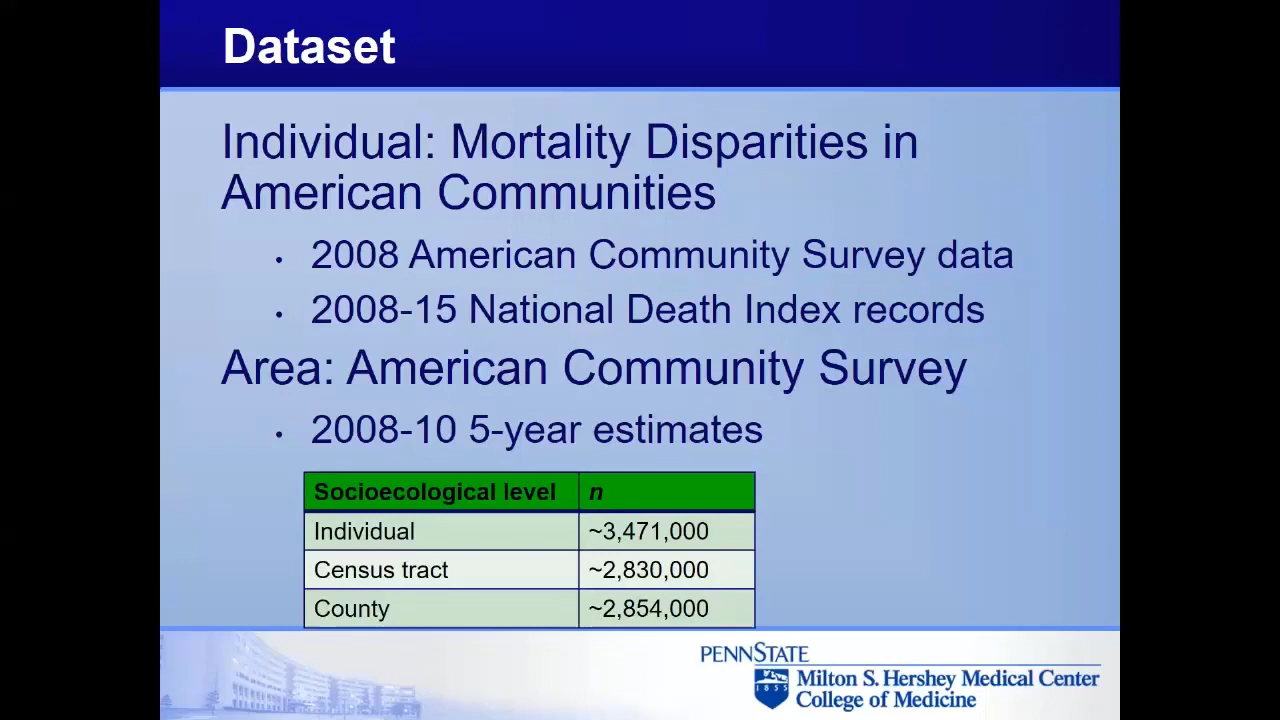 Dataset
Individual: Mortality Disparities in
American Communities
• 2008 American Community Survey data
• 2008-15 National Death Index records
Area: American Community Survey
• 2008-10 5-year estimates
Socioecological level n
Individual ~3,471,000
Census tract ~2,830,000
County ~2,854,000
PENNSTATE
1855
Milton S. Hershey Medical Center
College of Medicine